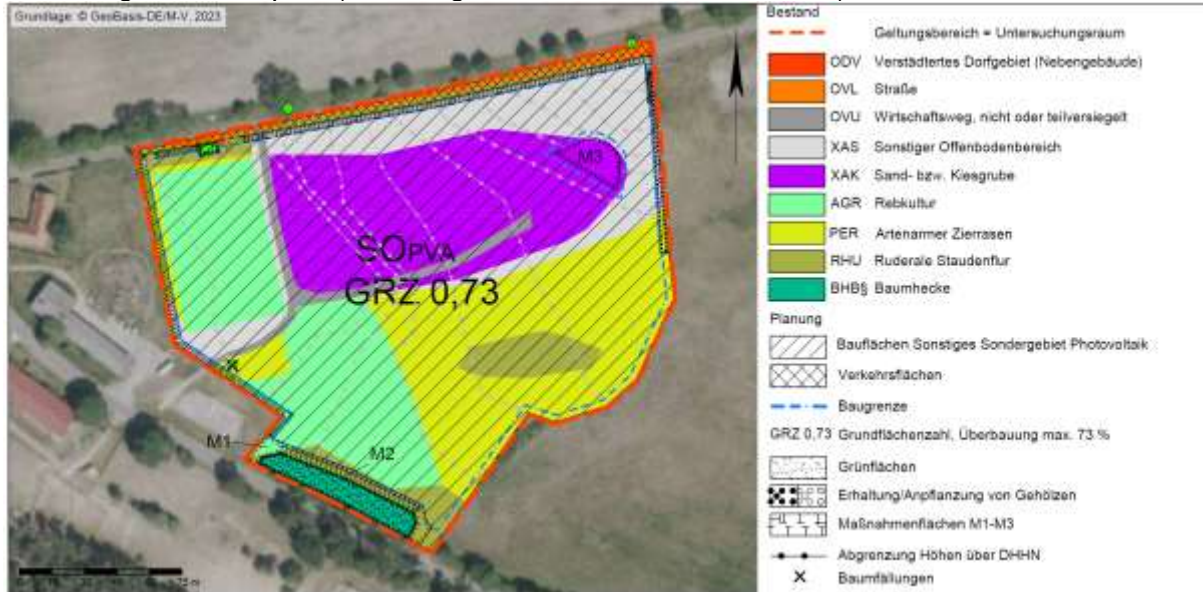 Grundlage: © GeoBasis-DE/M-V, 2023
M3
SOPVA
GRZ 0,73
M1
M2
Bestand
Geltungsbereich = Untersuchungsraum
ODV Verstädtertes Dorfgebiet (Nebengebäude)
OVL Straße
OVU Wirtschaftsweg, nicht oder teilversiegelt
XAS Sonstiger Offenbodenbereich
XAK Sand- bzw. Kiesgrube
AGR Rebkultur
PER Artenarmer Zierrasen
RHU Ruderale Staudenflur
BHB§ Baumhecke
Planung
Bauflächen Sonstiges Sondergebiet Photovoltaik
Verkehrsflächen
Baugrenze
GRZ 0,73 Grundflächenzahl, Überbauung max. 73 %
Grünflächen
Erhaltung/Anpflanzung von Gehölzen
Maßnahmenflächen M1-M3
Abgrenzung Höhen über DHHN
Baumfällungen